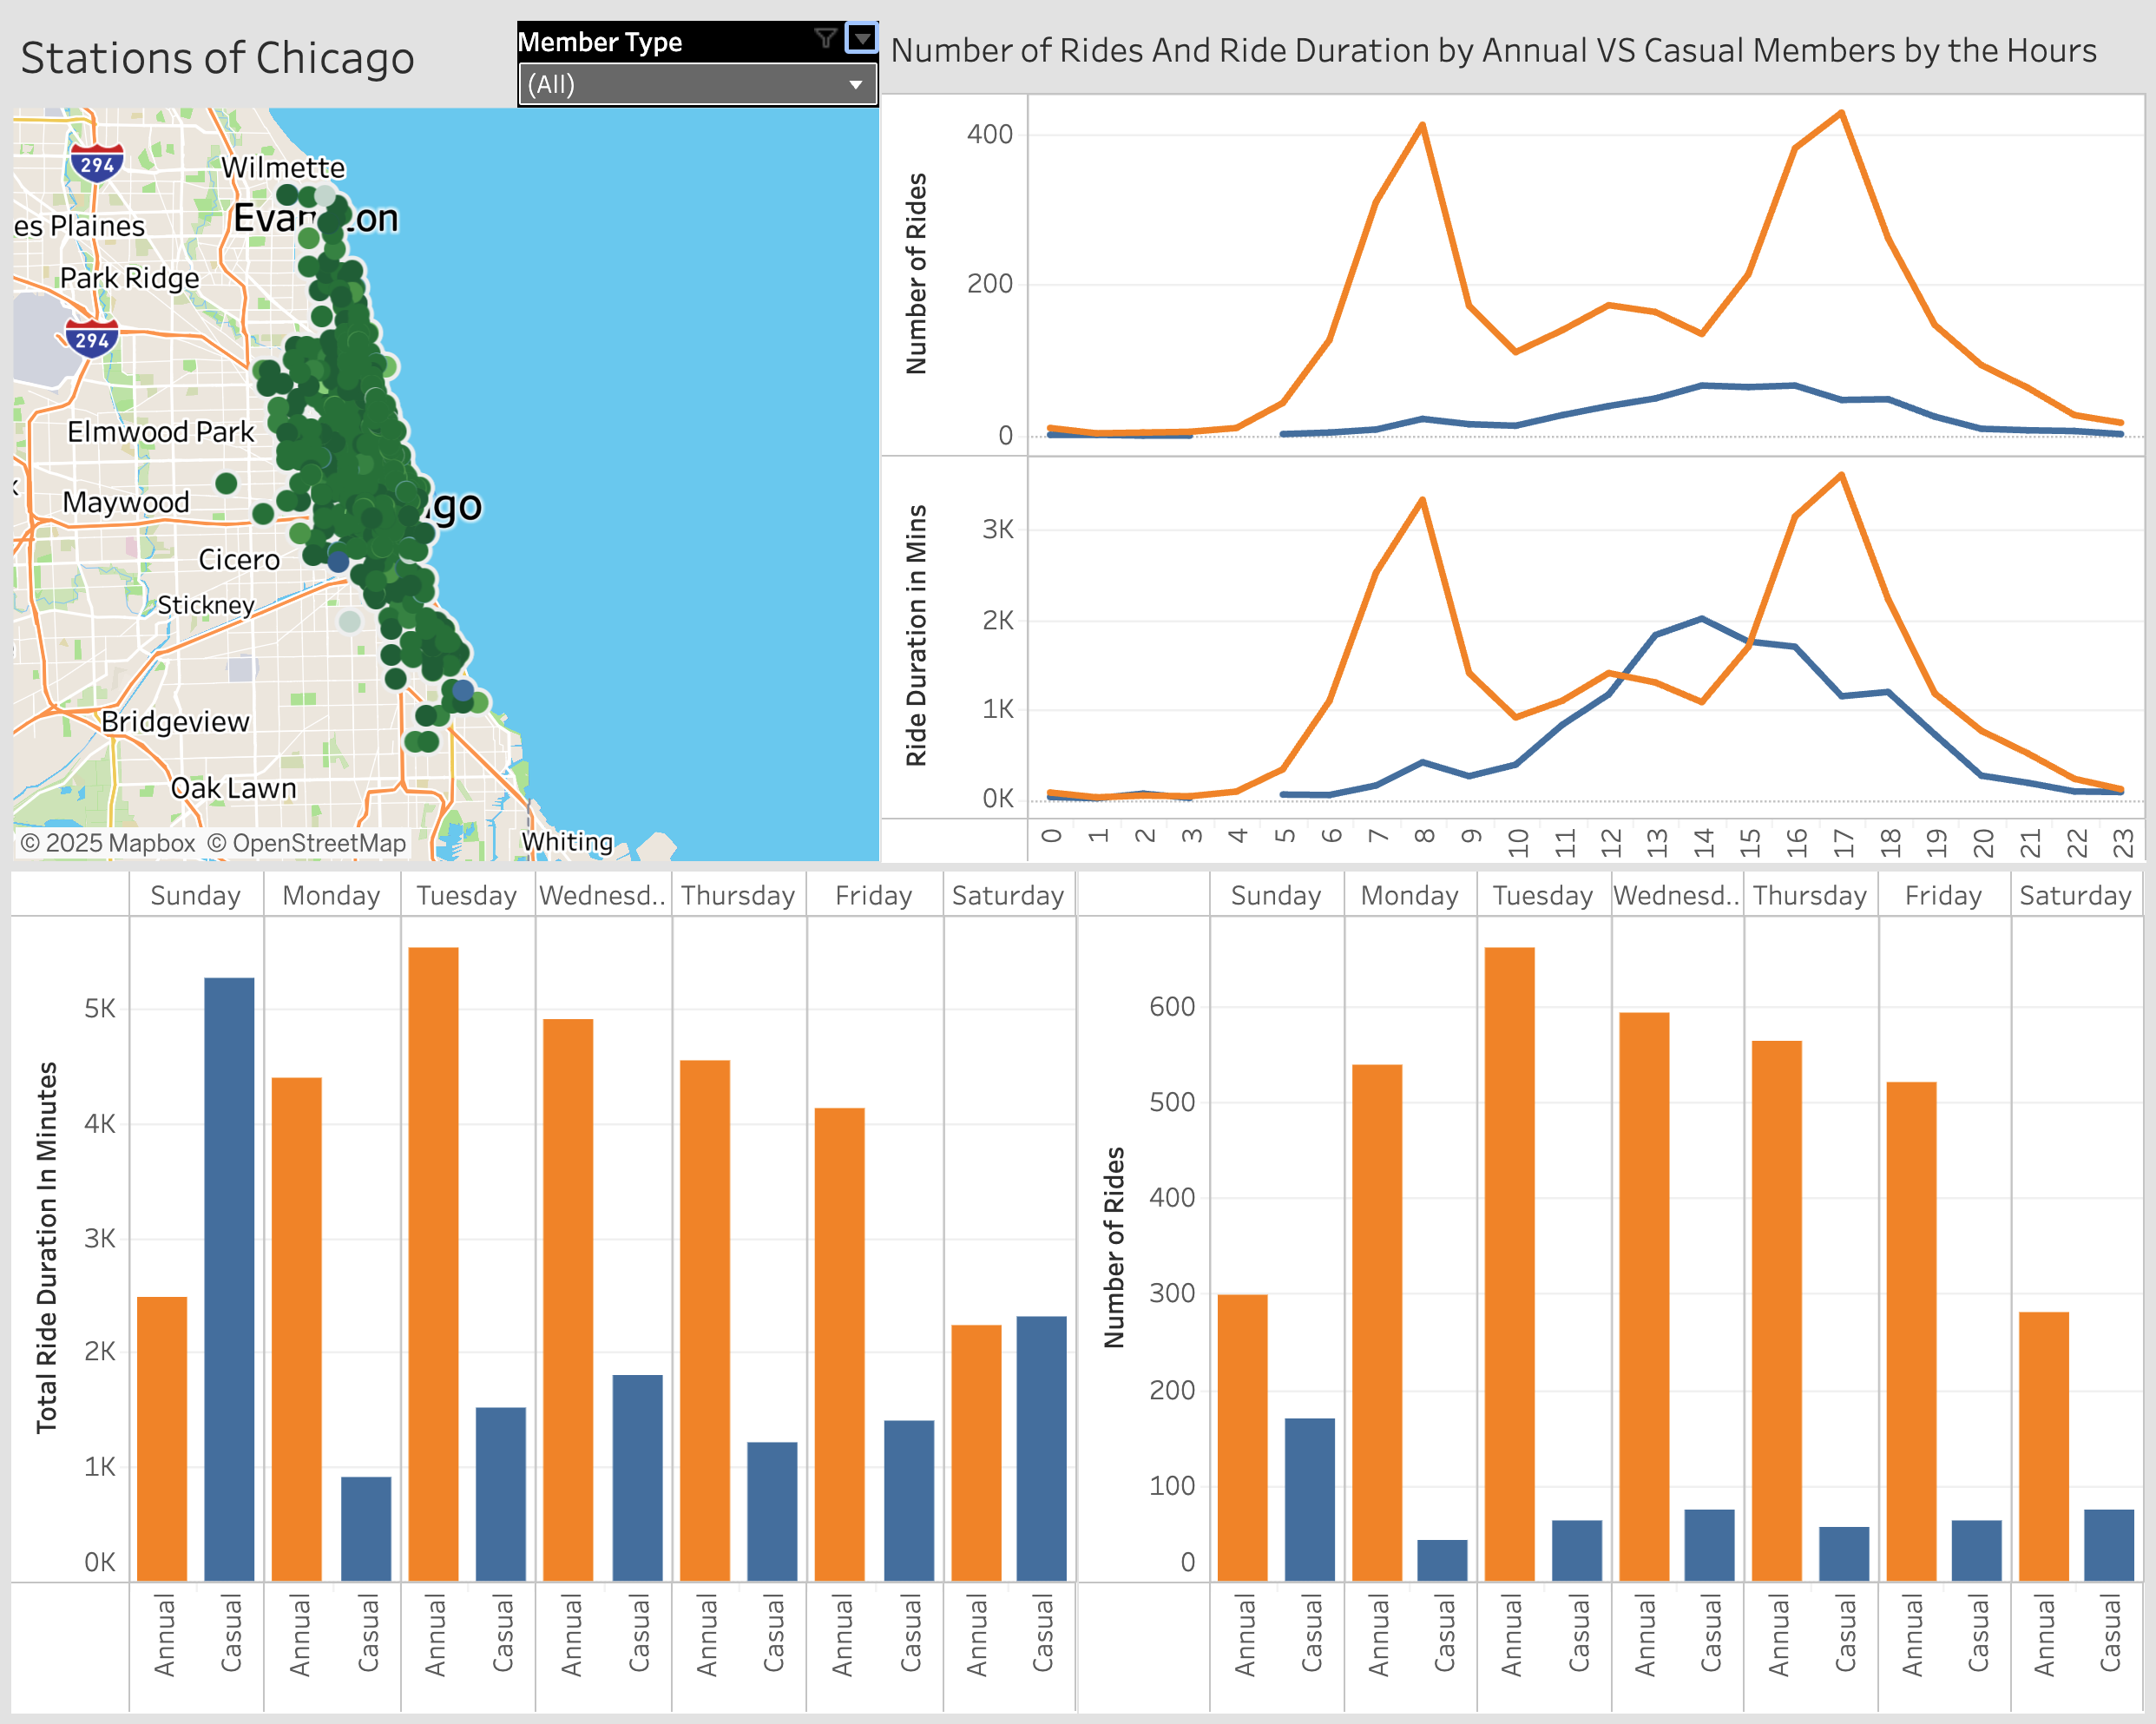 Stations of Chicago
Member Type
(All)
Number of Rides And Ride Duration by Annual VS Casual Members by the Hours
294
Wilmette
es Plaines
Park Ridge
294
Elmwood Park
Maywood
Cicero
Stickney
Bridgeview
Oak Lawn
Whiting
© 2025 Mapbox © OpenStreetMap
Number of Rides
400
200
0
Ride Duration in Mins
3K
2K
1K
0K
0 1 2 3 4 5 6 7 8 9 10 11 12 13 14 15 16 17 18 19 20 21 22 23
Sunday Monday Tuesday Wednesd.. Thursday Friday Saturday
Total Ride Duration In Minutes
5K
4K
3K
2K
1K
0K
Annual Casual Annual Casual Annual Casual Annual Casual Annual Casual Annual Casual Annual Casual
Sunday Monday Tuesday Wednesd.. Thursday Friday Saturday
Number of Rides
600
500
400
300
200
100
0
Annual Casual Annual Casual Annual Casual Annual Casual Annual Casual Annual Casual Annual Casual